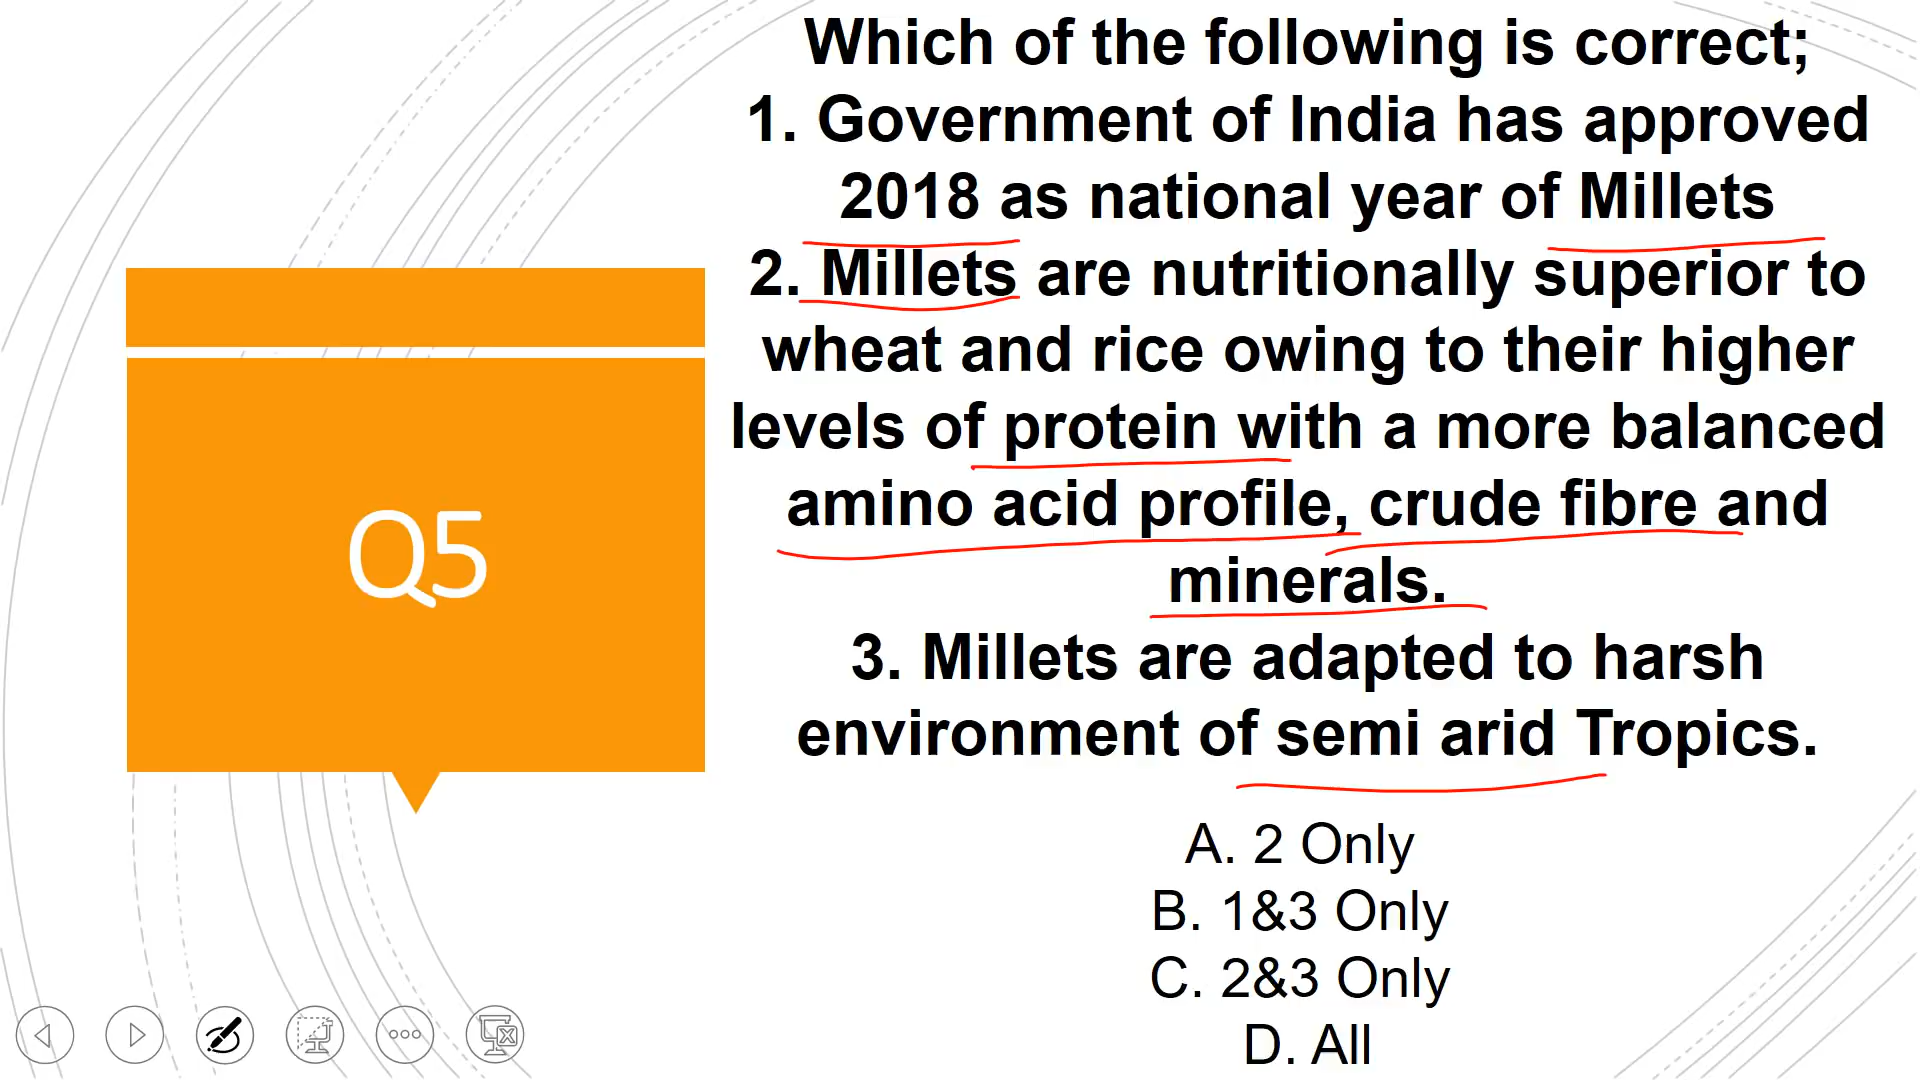 Which of the following is correct;
1. Government of India has approved
2018 as national year of Millets
2. Millets are nutritionally superior to
wheat and rice owing to their higher
levels of protein with a more balanced
amino acid profile, crude fibre and
minerals.
3. Millets are adapted to harsh
environment of semi arid Tropics.
A. 2 Only
B. 1&3 Only
C. 2&3 Only
D. All
Q5